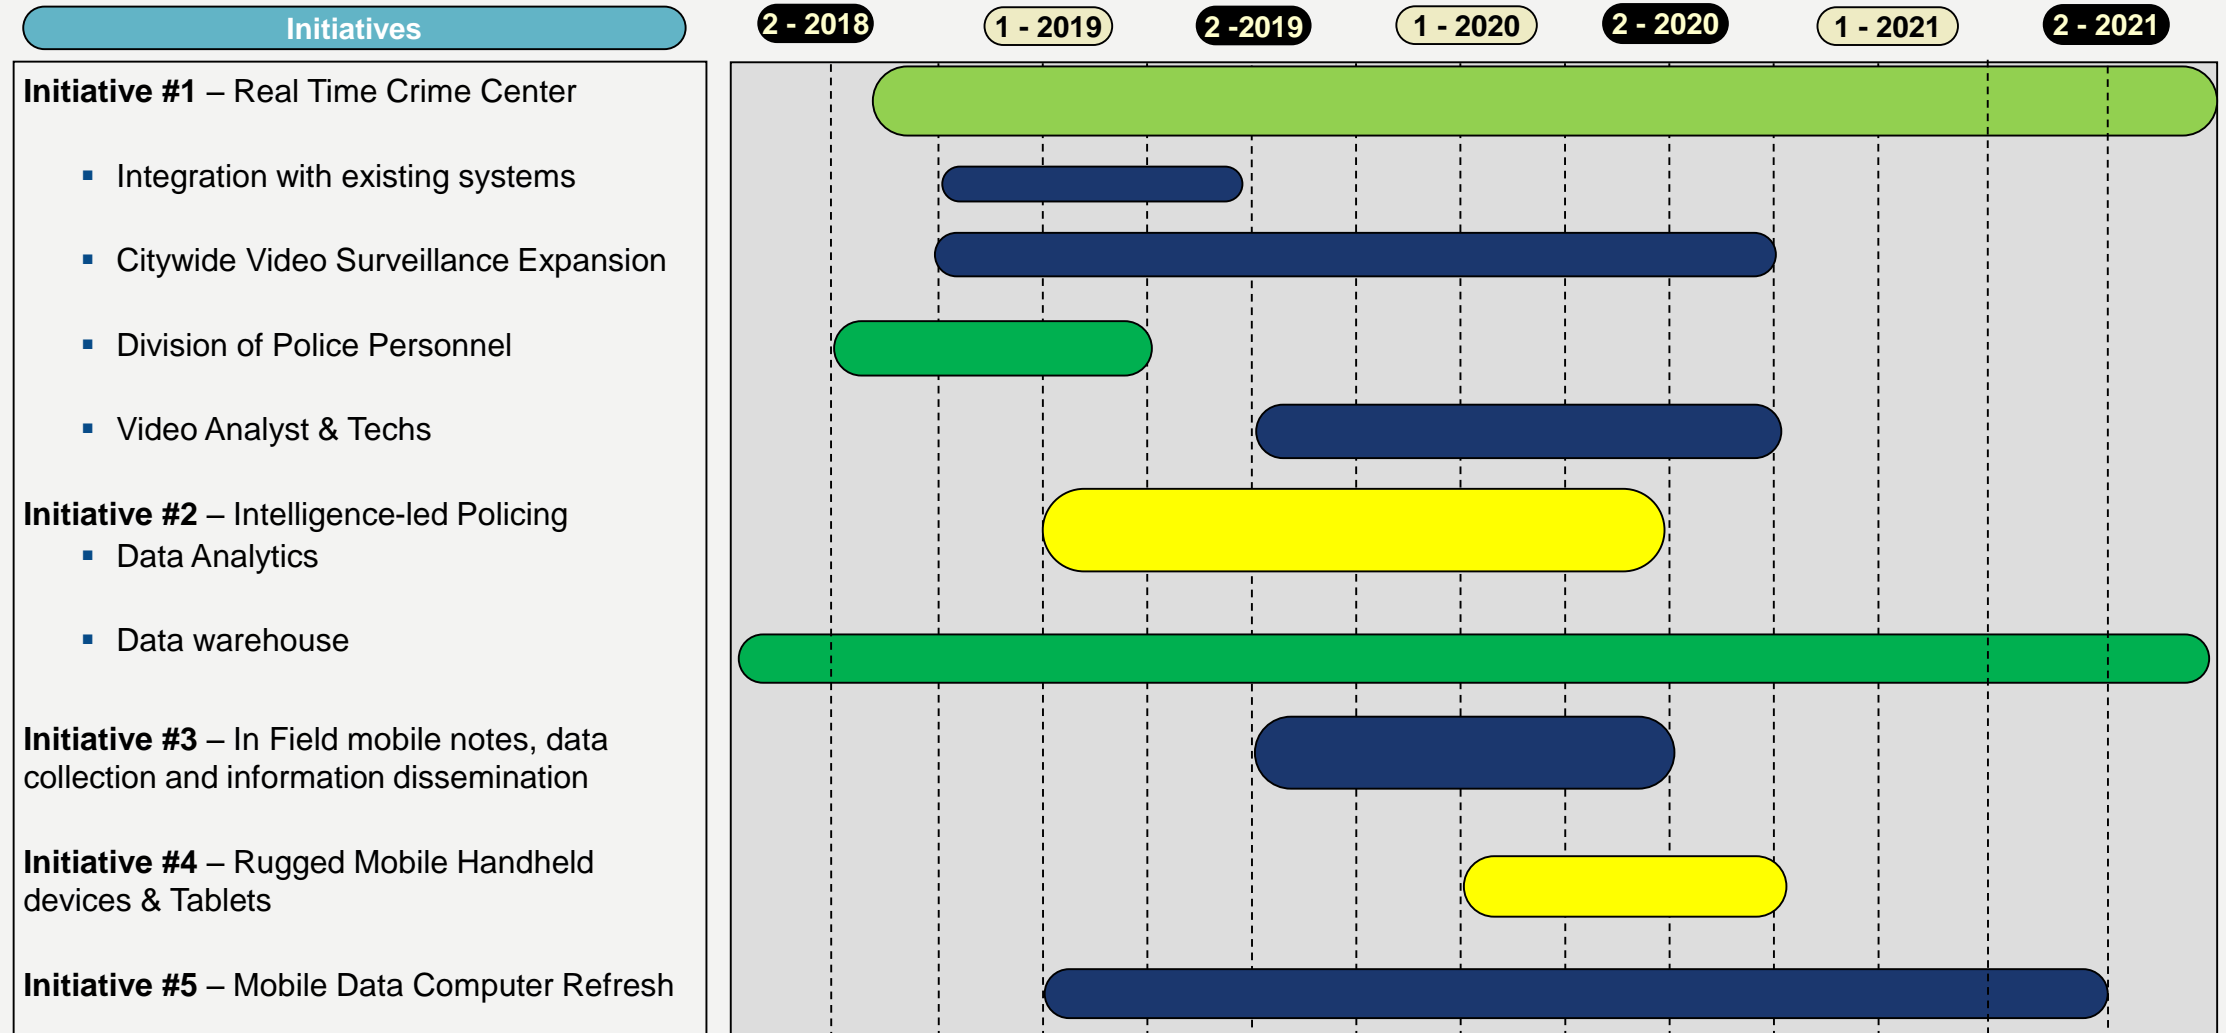 Initiatives
2 - 2018
1 - 2019
2 -2019
1 - 2020
2 - 2020
1 - 2021
2 - 2021
Initiative #1 – Real Time Crime Center
▪ Integration with existing systems
▪ Citywide Video Surveillance Expansion
▪ Division of Police Personnel
▪ Video Analyst & Techs
Initiative #2 – Intelligence-led Policing
▪ Data Analytics
▪ Data warehouse
Initiative #3 – In Field mobile notes, data
collection and information dissemination
Initiative #4 – Rugged Mobile Handheld
devices & Tablets
Initiative #5 – Mobile Data Computer Refresh